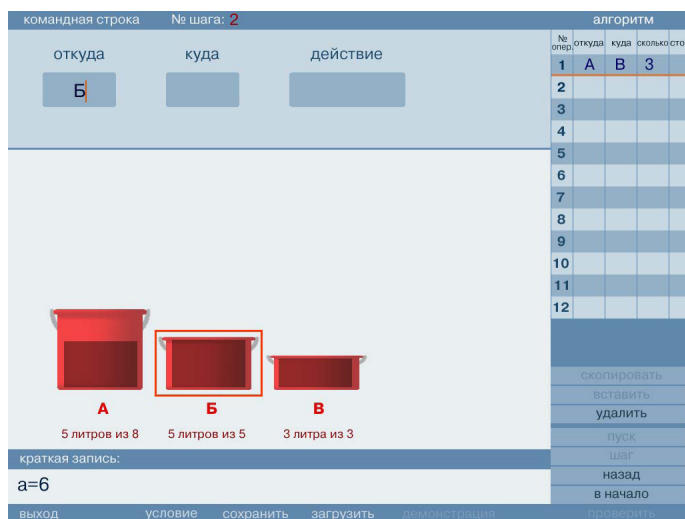 командная строка № шага: 2 алгоритм
откуда куда действие
№ опер. откуда куда сколько сто
Б
1 А В 3
2
3
4
5
6
7
8
9
10
11
12
А Б В
5 литров из 8 5 литров из 5 3 литра из 3
скопировать
вставить
удалить
пуск
шаг
назад
в начало
краткая запись:
а=6
выход условие сохранить загрузить демонстрация проверить